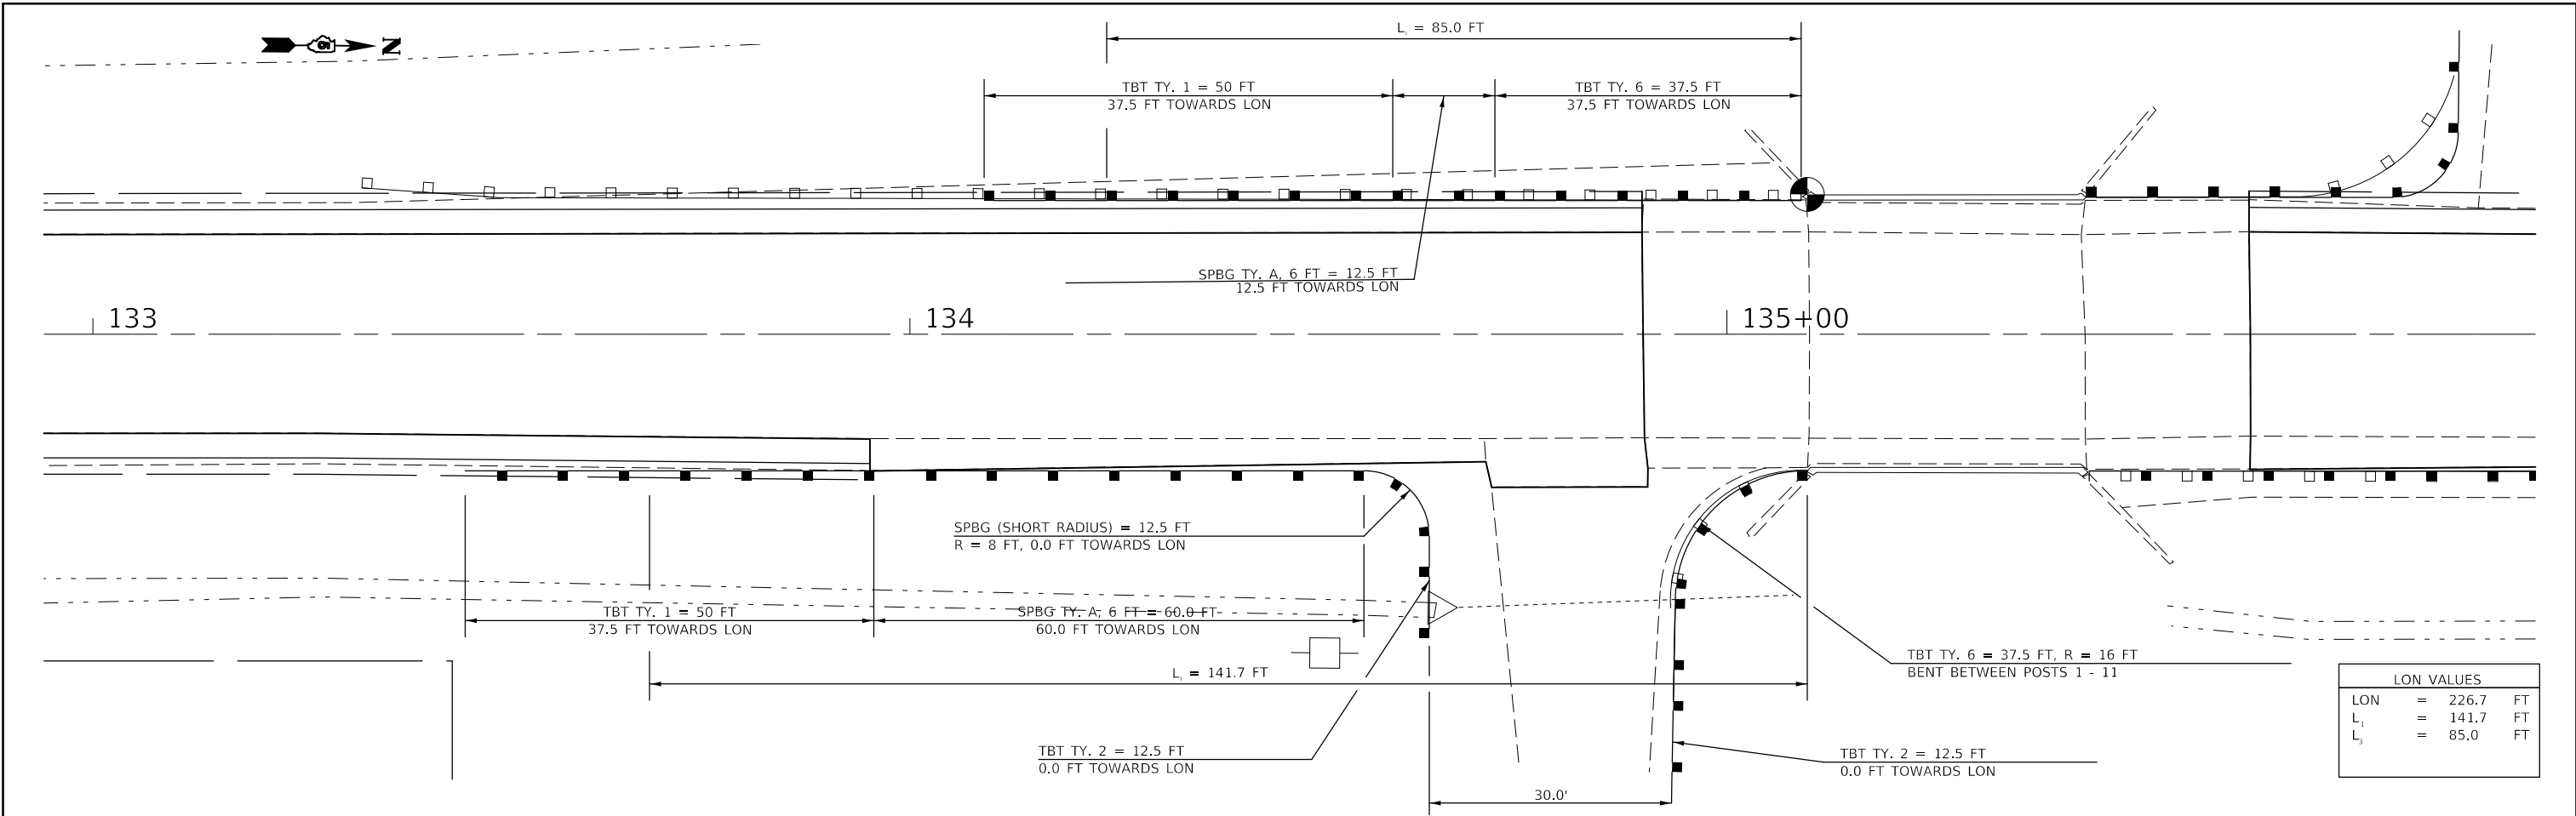 N
L₃ = 85.0 FT
TBT TY. 1 = 50 FT
37.5 FT TOWARDS LON
TBT TY. 6 = 37.5 FT
37.5 FT TOWARDS LON
SPBG TY. A, 6 FT = 12.5 FT
12.5 FT TOWARDS LON
133
134
135+00
SPBG (SHORT RADIUS) = 12.5 FT
R = 8 FT, 0.0 FT TOWARDS LON
TBT TY. 1 = 50 FT
37.5 FT TOWARDS LON
SPBG TY. A, 6 FT = 60.0 FT
60.0 FT TOWARDS LON
L₁ = 141.7 FT
TBT TY. 6 = 37.5 FT, R = 16 FT
BENT BETWEEN POSTS 1 - 11
TBT TY. 2 = 12.5 FT
0.0 FT TOWARDS LON
TBT TY. 2 = 12.5 FT
0.0 FT TOWARDS LON
30.0'
LON VALUES
LON = 226.7 FT
L₁ = 141.7 FT
L₃ = 85.0 FT